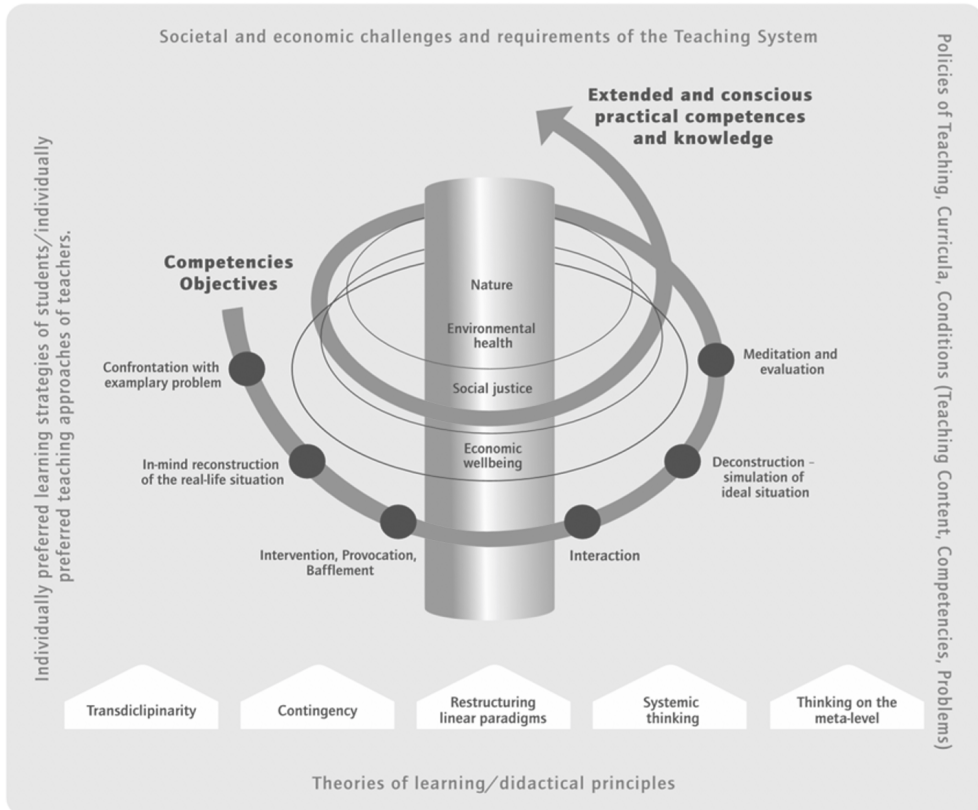 Societal and economic challenges and requirements of the Teaching System
Extended and conscious
practical competences
and knowledge
Individually preferred learning strategies of students/individually
preferred teaching approaches of teachers.
Policies of Teaching, Curricula, Conditions (Teaching Content, Competencies, Problems)
Competencies
Objectives
Nature
Environmental
health
Social justice
Economic
wellbeing
Confrontation with
examplary problem
In-mind reconstruction
of the real-life situation
Intervention, Provocation,
Bafflement
Interaction
Deconstruction –
simulation of
ideal situation
Meditation and
evaluation
Transdiclipinarity
Contingency
Restructuring
linear paradigms
Systemic
thinking
Thinking on the
meta-level
Theories of learning/didactical principles